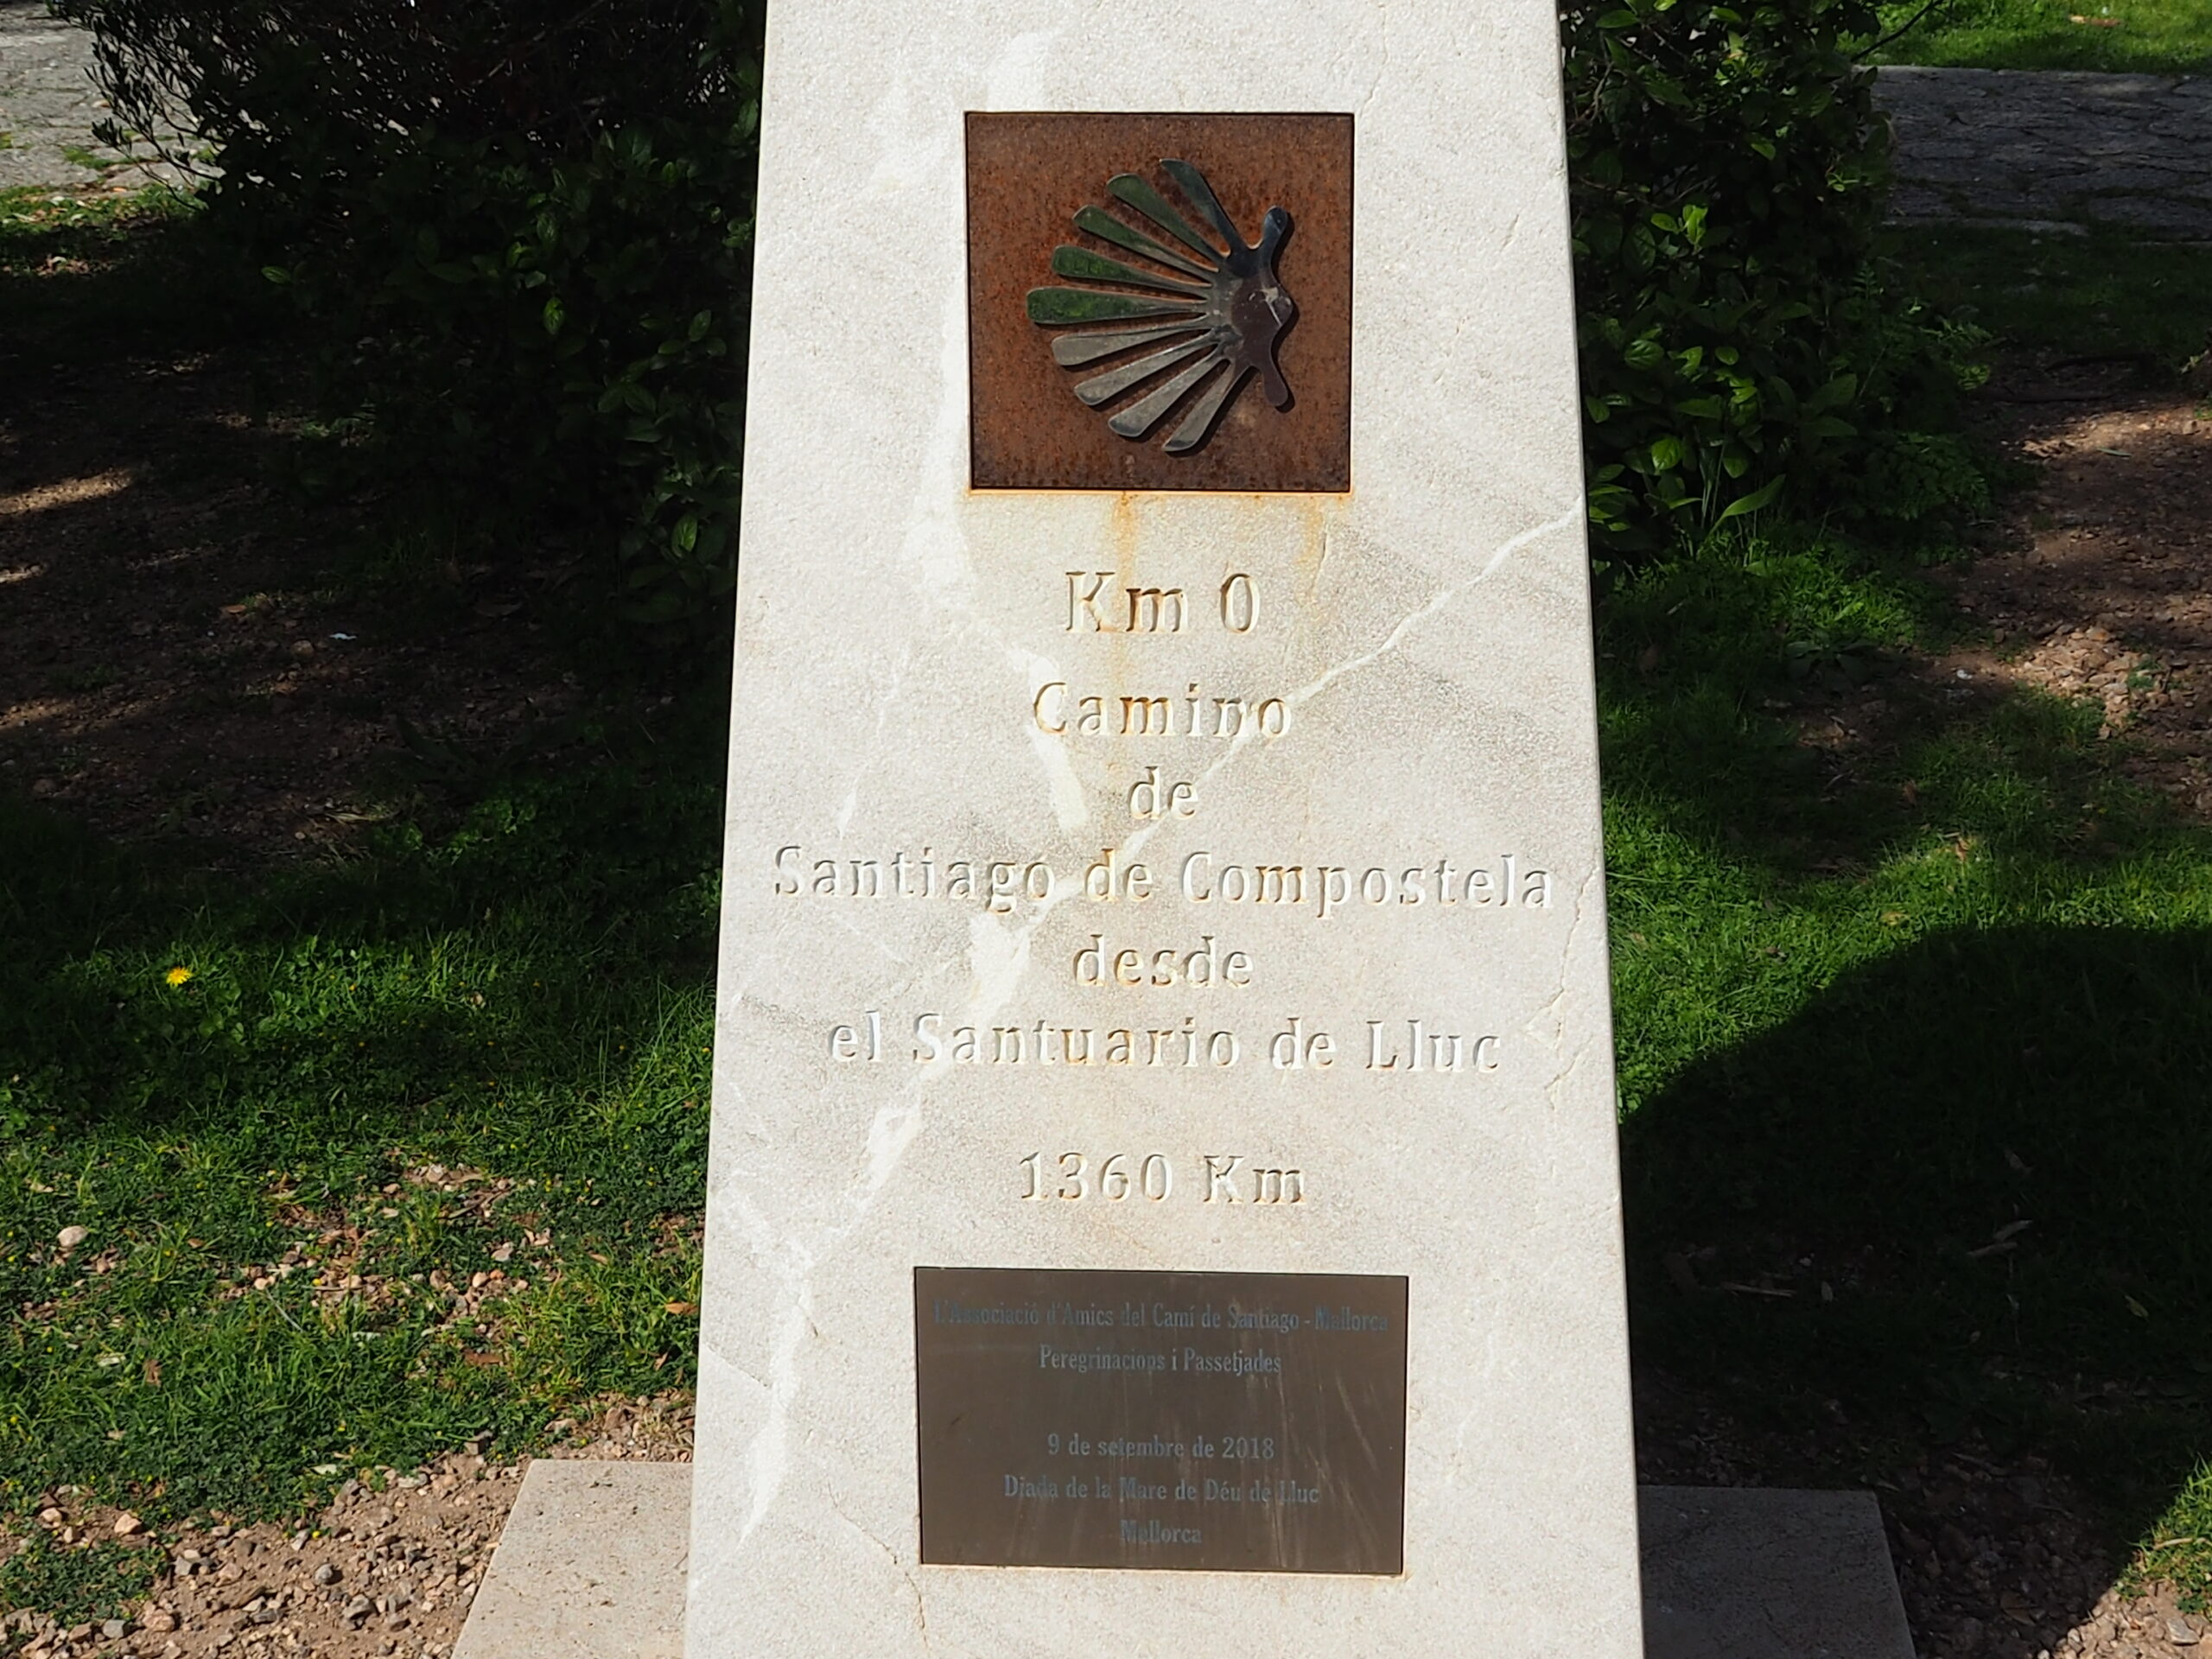 Km 0
Camino
de
Santiago de Compostela
desde
el Santuario de Lluc
1360 Km
L'Associació d'Amics del Camí de Santiago - Mallorca
Peregrinacions i Passetjades
9 de setembre de 2018
Diada de la Mare de Déu de Lluc
Mallorca